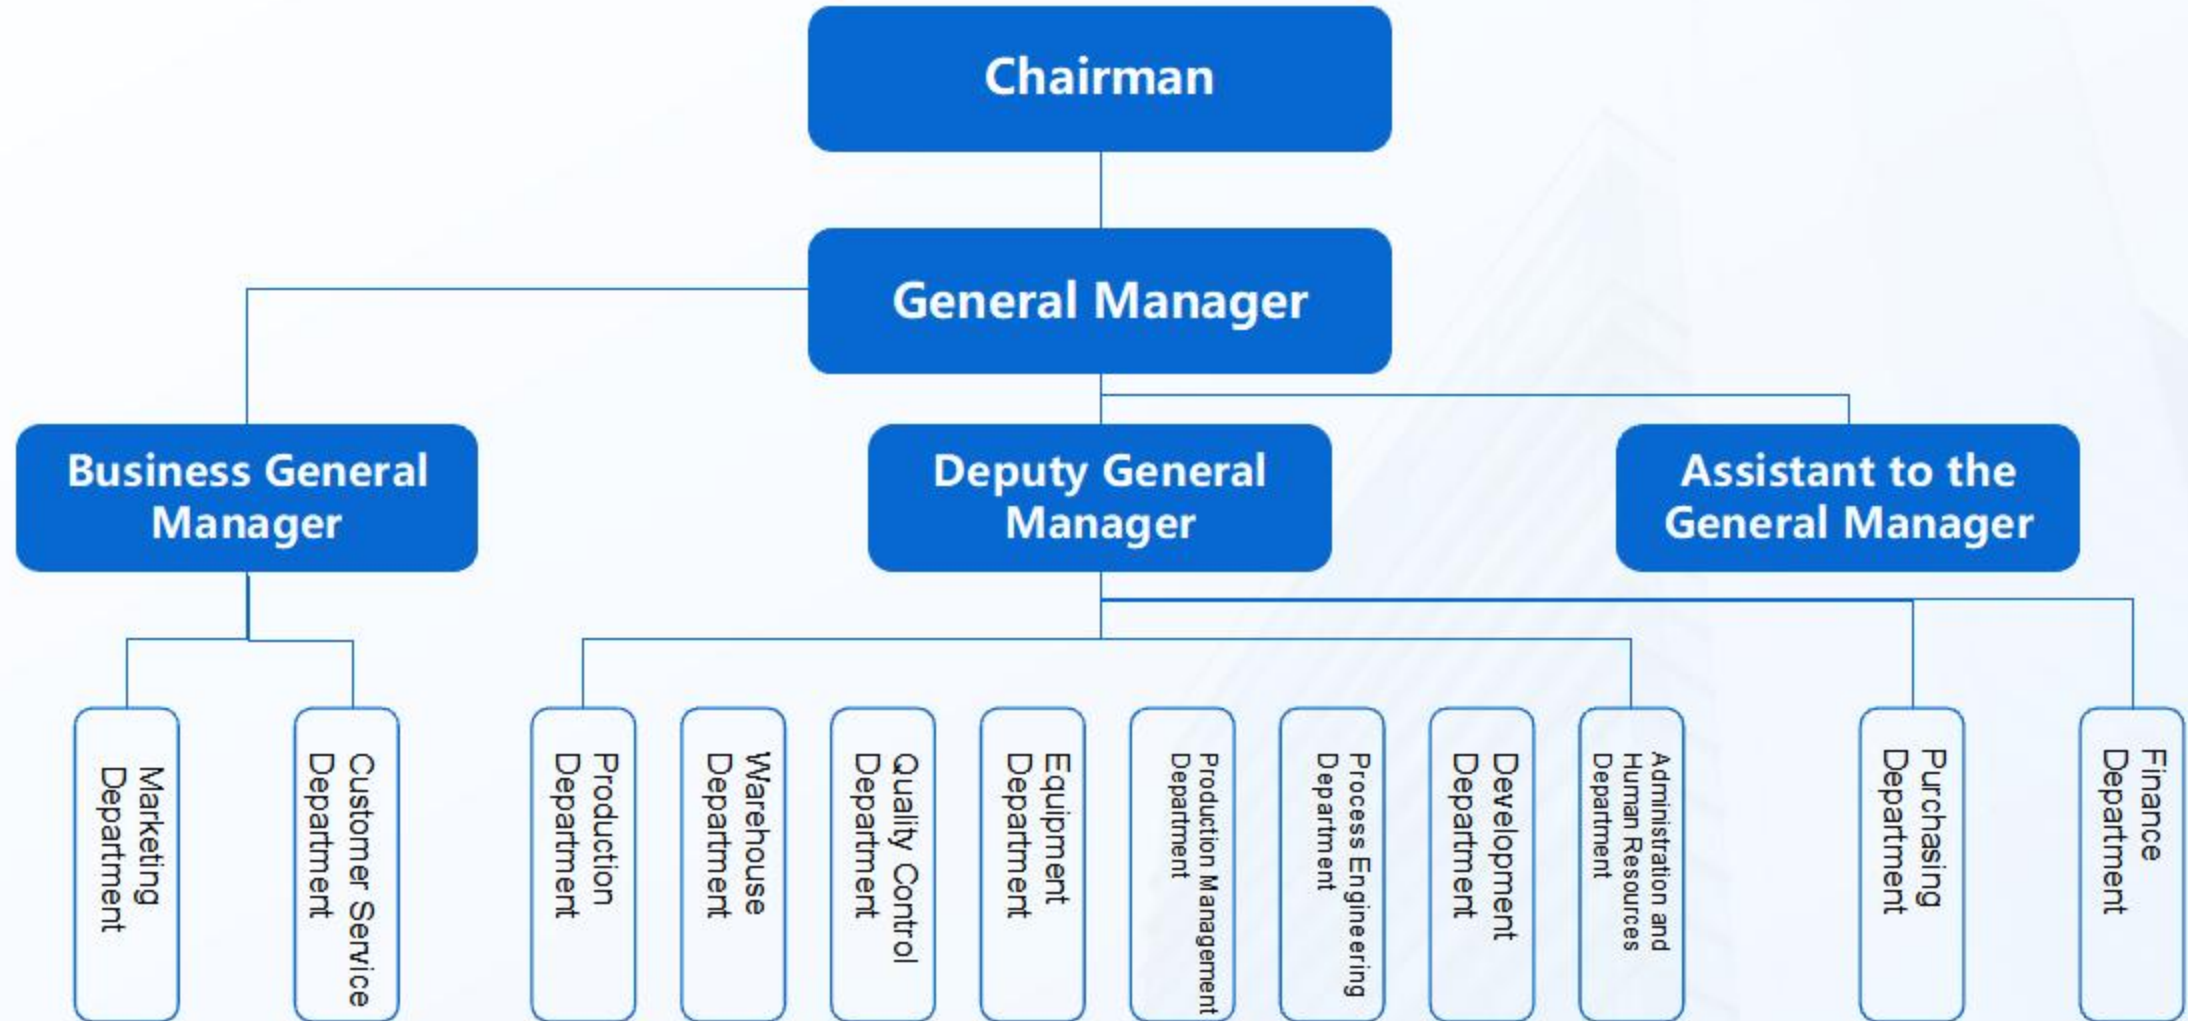 Chairman
General Manager
Business General
Manager
Deputy General
Manager
Assistant to the
General Manager
Marketing
Department
Customer Service
Department
Production
Department
Warehouse
Department
Quality Control
Department
Equipment
Department
Production Management
Department
Process Engineering
Department
Development
Department
Administration and
Human Resources
Department
Purchasing
Department
Finance
Department